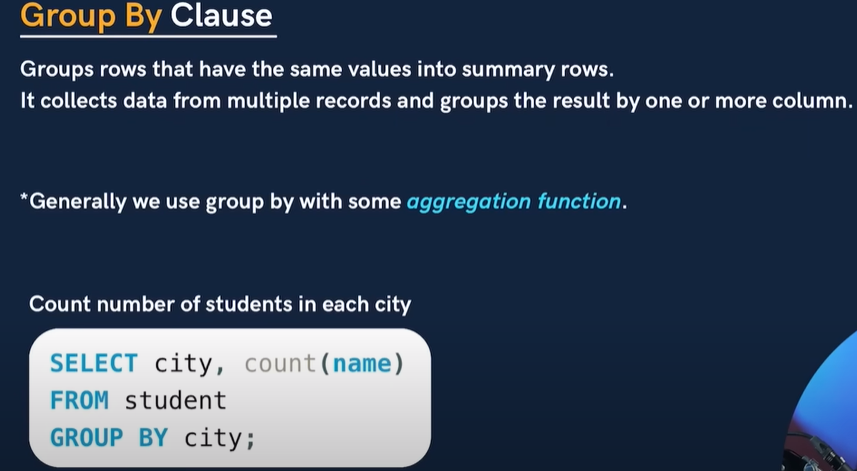 Group By Clause
Groups rows that have the same values into summary rows.
It collects data from multiple records and groups the result by one or more column.
*Generally we use group by with some aggregation function.
Count number of students in each city
SELECT city, count(name)
FROM student
GROUP BY city;